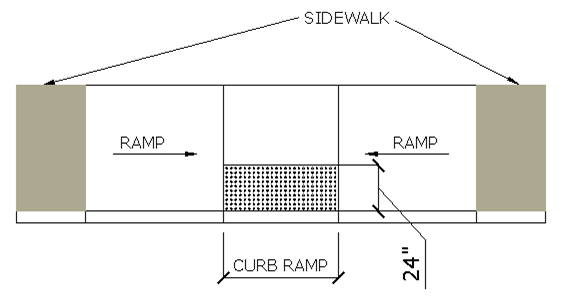 SIDEWALK
RAMP
RAMP
CURB RAMP
24"